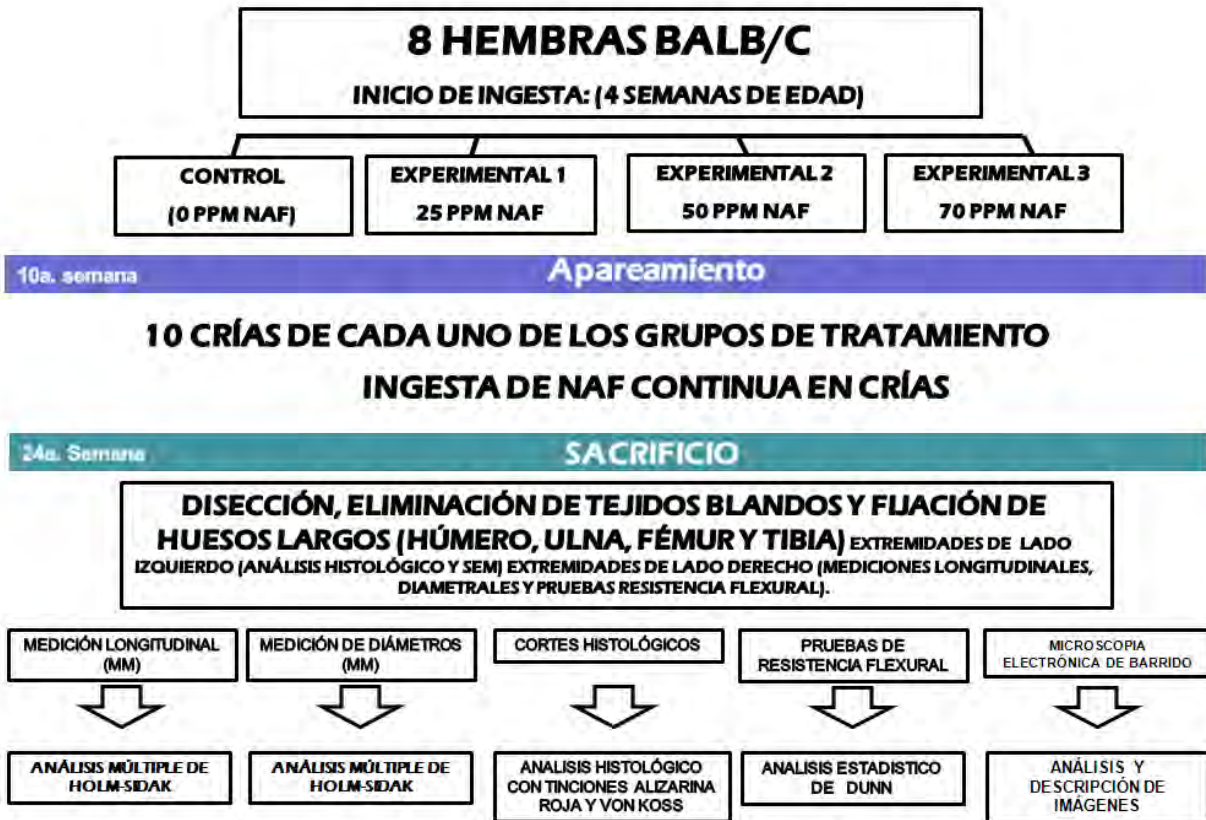 8 HEMBRAS BALB/C
INICIO DE INGESTA: (4 SEMANAS DE EDAD)
CONTROL
(0 PPM NAF)
EXPERIMENTAL 1
25 PPM NAF
EXPERIMENTAL 2
50 PPM NAF
EXPERIMENTAL 3
70 PPM NAF
10a. semana
Apareamiento
10 CRÍAS DE CADA UNO DE LOS GRUPOS DE TRATAMIENTO
INGESTA DE NAF CONTINUA EN CRÍAS
24a. Semana
SACRIFICIO
DISECCIÓN, ELIMINACIÓN DE TEJIDOS BLANDOS Y FIJACIÓN DE
HUESOS LARGOS (HÚMERO, ULNA, FÉMUR Y TIBIA) EXTREMIDADES DE LADO
IZQUIERDO (ANÁLISIS HISTOLÓGICO Y SEM) EXTREMIDADES DE LADO DERECHO (MEDICIONES LONGITUDINALES,
DIAMETRALES Y PRUEBAS RESISTENCIA FLEXURAL).
MEDICIÓN LONGITUDINAL
(MM)
MEDICIÓN DE DIÁMETROS
(MM)
CORTES HISTOLÓGICOS
PRUEBAS DE
RESISTENCIA FLEXURAL
MICROSCOPIA
ELECTRÓNICA DE BARRIDO
ANÁLISIS MÚLTIPLE DE
HOLM-SIDAK
ANÁLISIS MÚLTIPLE DE
HOLM-SIDAK
ANALISIS HISTOLÓGICO
CON TINCIONES ALIZARINA
ROJA Y VON KOSS
ANALISIS ESTADISTICO
DE DUNN
ANÁLISIS Y
DESCRIPCIÓN DE
IMÁGENES